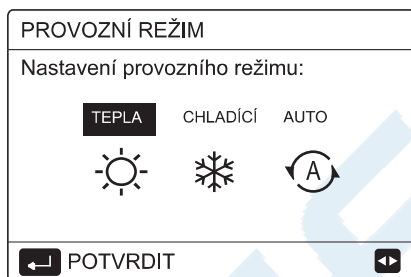 PROVOZNÍ REŽIM
Nastavení provozního režimu:
TEPLA CHLADÍCÍ AUTO
A
POTVRDIT